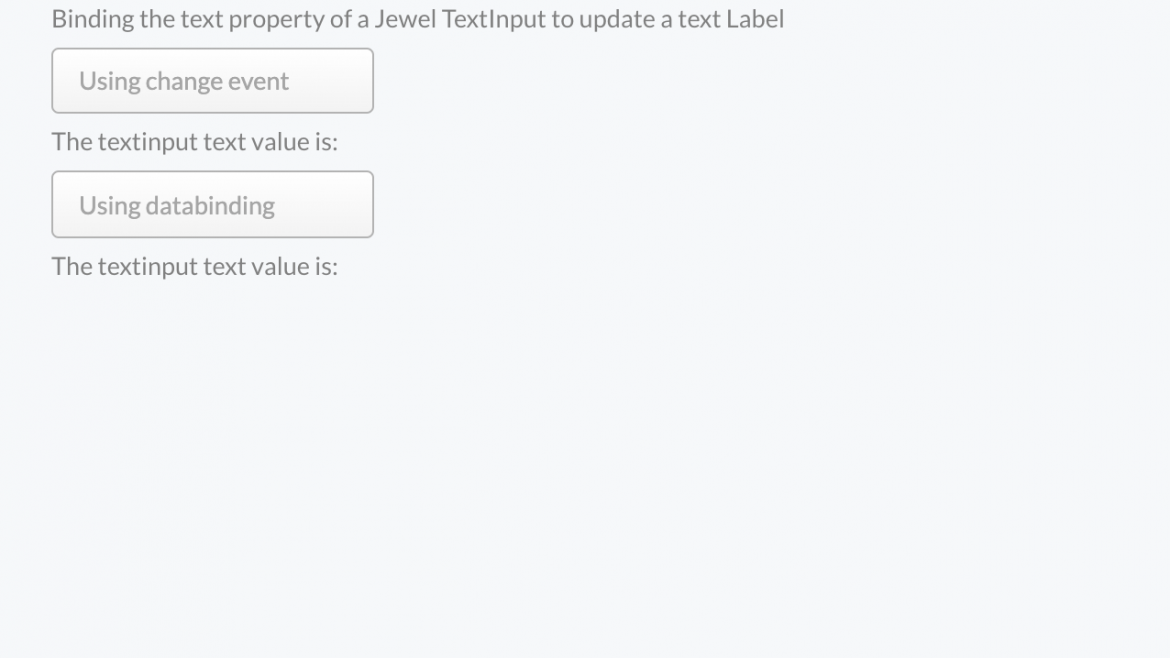 Binding the text property of a Jewel TextInput to update a text Label
Using change event
The textinput text value is:
Using databinding
The textinput text value is: